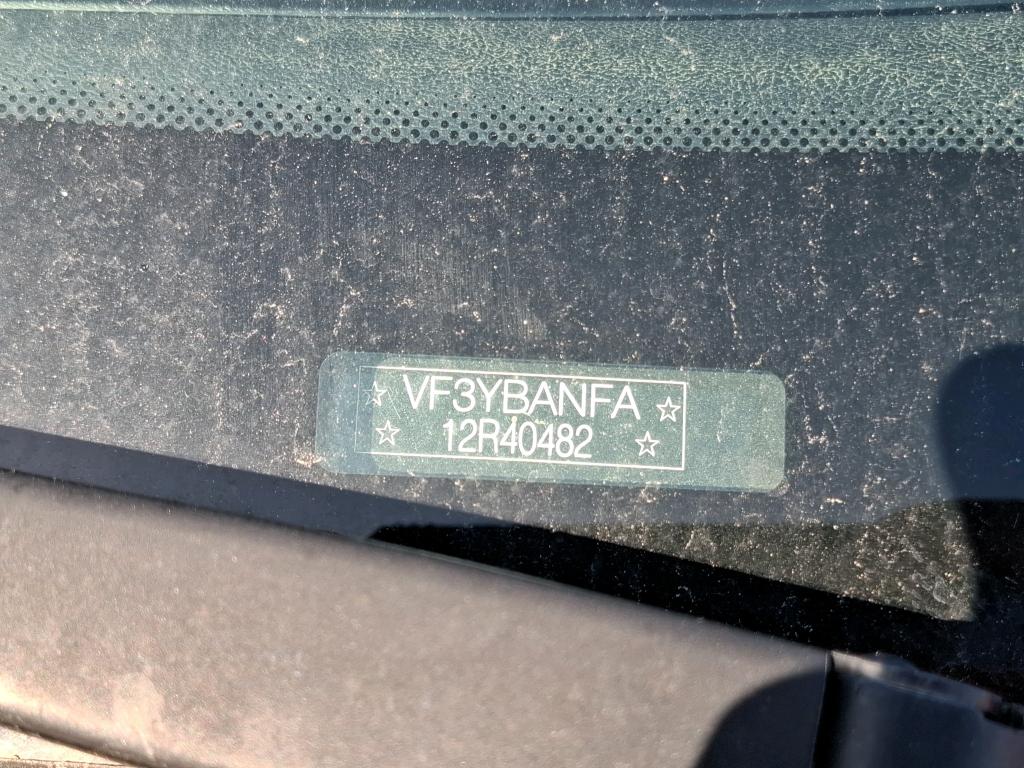 ☆ VF3YBANFA ☆
☆ 12R40482 ☆